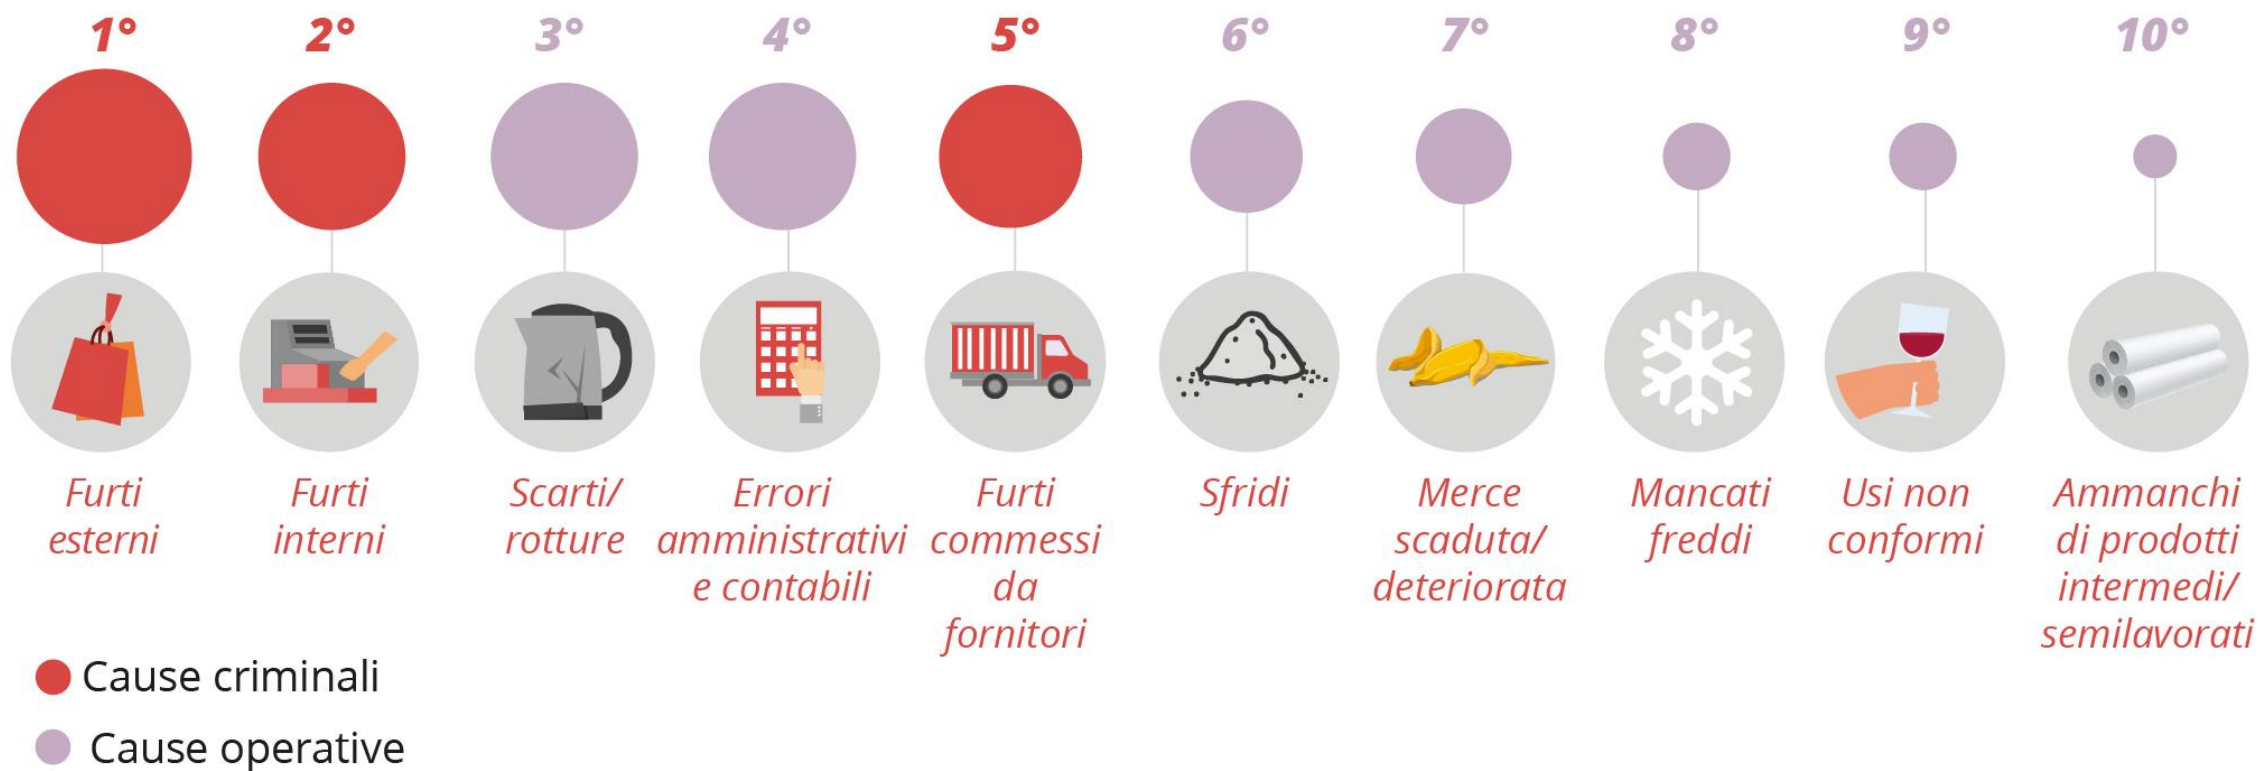 1°
2°
3°
4°
5°
6°
7°
8°
9°
10°
Furti
esterni
Furti
interni
Scarti/
rotture
Errori
amministrativi
e contabili
Furti
commessi
da
fornitori
Sfridi
Merce
scaduta/
deteriorata
Mancati
freddi
Usi non
conformi
Ammanchi
di prodotti
intermedi/
semilavorati
Cause criminali
Cause operative